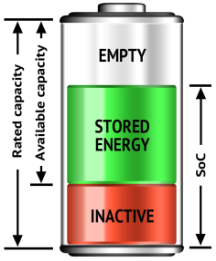 EMPTY
STORED
ENERGY
INACTIVE
Rated capacity
Available capacity
SoC